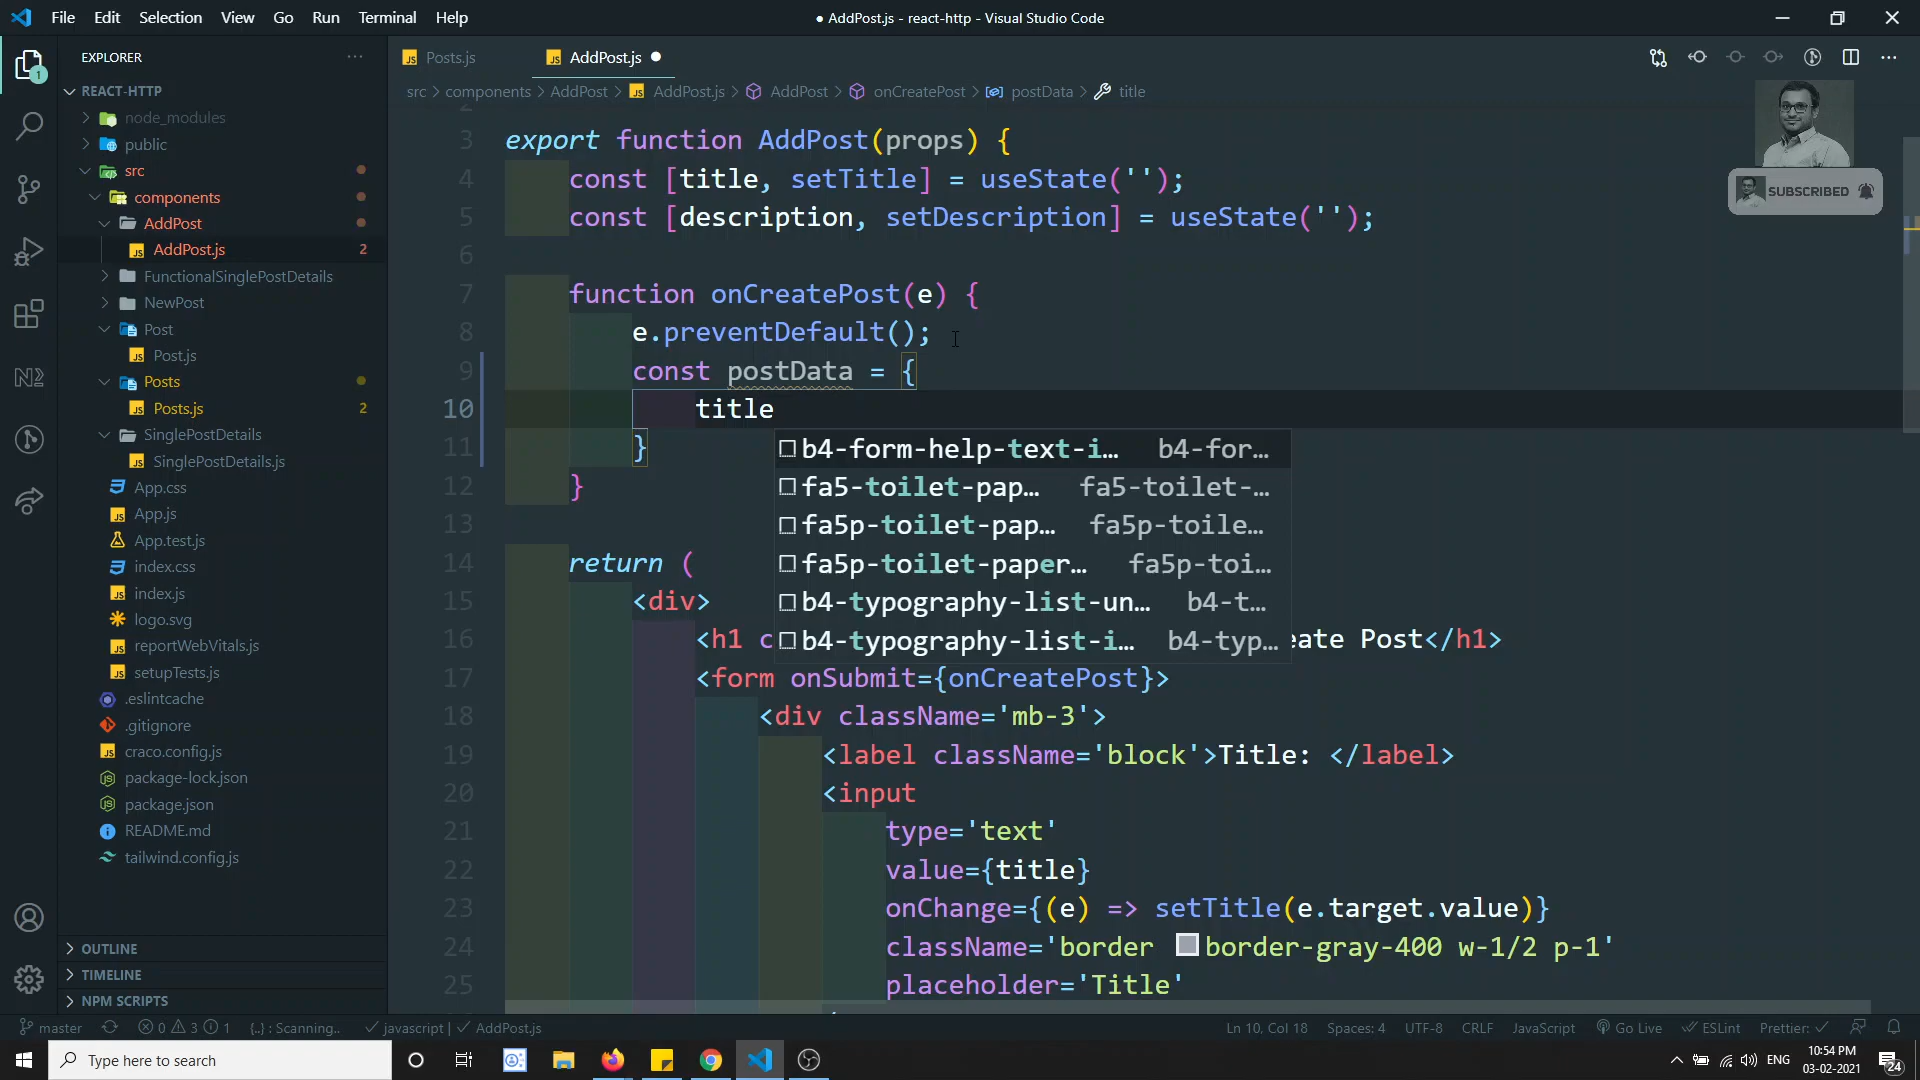 File Edit Selection View Go Run Terminal Help
● AddPost.js - react-http - Visual Studio Code
EXPLORER
REACT-HTTP
node_modules
public
src
components
AddPost
AddPost.js 2
FunctionalSinglePostDetails
NewPost
Post
Post.js
Posts
Posts.js 2
SinglePostDetails
SinglePostDetails.js
App.css
App.js
App.test.js
index.css
index.js
logo.svg
reportWebVitals.js
setupTests.js
.eslintcache
.gitignore
craco.config.js
package-lock.json
package.json
README.md
tailwind.config.js
OUTLINE
TIMELINE
NPM SCRIPTS
Posts.js AddPost.js ●
src > components > AddPost > AddPost.js > AddPost > onCreatePost > postData > title
SUBSCRIBED
3 export function AddPost(props) {
4 const [title, setTitle] = useState('');
5 const [description, setDescription] = useState('');
6
7 function onCreatePost(e) {
8 e.preventDefault();
9 const postData = {
10 title
11 }
12 }
13
14 return (
15 <div>
16 <h1 c eate Post</h1>
17 <form onSubmit={onCreatePost}>
18 <div className='mb-3'>
19 <label className='block'>Title: </label>
20 <input
21 type='text'
22 value={title}
23 onChange={(e) => setTitle(e.target.value)}
24 className='border border-gray-400 w-1/2 p-1'
25 placeholder='Title'
b4-form-help-text-i… b4-for…
fa5-toilet-pap… fa5-toilet-…
fa5p-toilet-pap… fa5p-toile…
fa5p-toilet-paper… fa5p-toi…
b4-typography-list-un… b4-t…
b4-typography-list-i… b4-typ…
master 0 3 1 {..} : Scanning.. javascript | AddPost.js
Ln 10, Col 18 Spaces: 4 UTF-8 CRLF JavaScript Go Live ESLint Prettier:
Type here to search
ENG
10:54 PM
03-02-2021
24